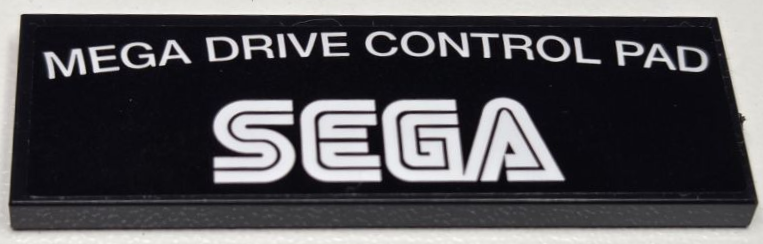 MEGA DRIVE CONTROL PAD
SEGA